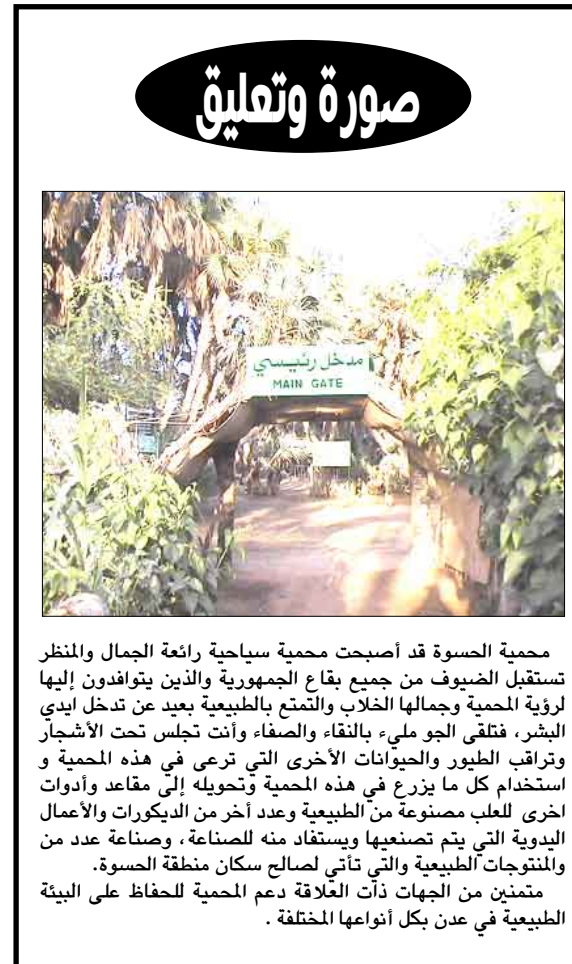 صورة وتعليق
مدخل رئيسي
MAIN GATE
محمية الحسوة قد أصبحت محمية سياحية رائعة الجمال والمنظر
تستقبل الضيوف من جميع بقاع الجمهورية والذين يتوافدون إليها
لرؤية المحمية وجمالها الخلاب والتمتع بالطبيعية بعيد عن تدخل ايدي
البشر، فتلقى الجو مليء بالنقاء والصفاء وأنت تجلس تحت الأشجار
وتراقب الطيور والحيوانات الأخرى التي ترعى في هذه المحمية و
استخدام كل ما يزرع في هذه المحمية وتحويله إلى مقاعد وأدوات
اخرى للعلب مصنوعة من الطبيعية وعدد أخر من الديكورات والأعمال
اليدوية التي يتم تصنعيها ويستفاد منه للصناعة، وصناعة عدد من
والمنتوجات الطبيعية والتي تأتي لصالح سكان منطقة الحسوة.
متمنين من الجهات ذات العلاقة دعم المحمية للحفاظ على البيئة
الطبيعية في عدن بكل أنواعها المختلفة .